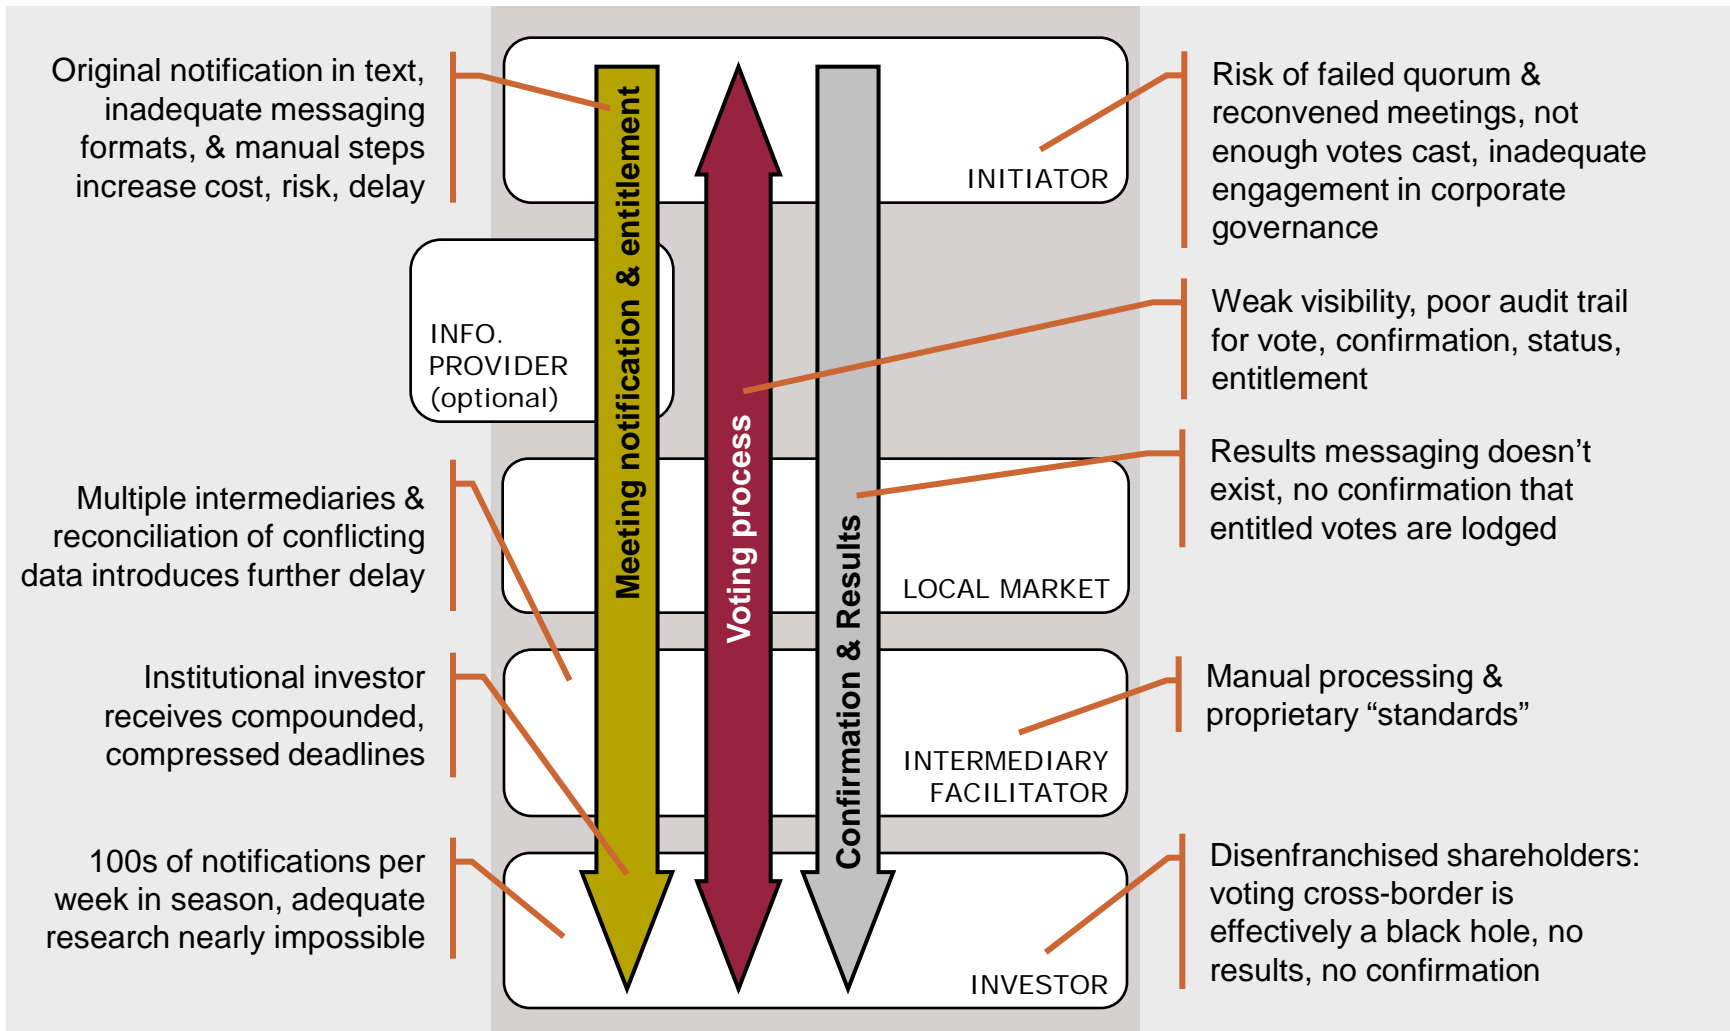 Original notification in text,
inadequate messaging
formats, & manual steps
increase cost, risk, delay
Multiple intermediaries &
reconciliation of conflicting
data introduces further delay
Institutional investor
receives compounded,
compressed deadlines
100s of notifications per
week in season, adequate
research nearly impossible
INITIATOR
INFO.
PROVIDER
(optional)
LOCAL MARKET
INTERMEDIARY
FACILITATOR
INVESTOR
Meeting notification & entitlement
Voting process
Confirmation & Results
Risk of failed quorum &
reconvened meetings, not
enough votes cast, inadequate
engagement in corporate
governance
Weak visibility, poor audit trail
for vote, confirmation, status,
entitlement
Results messaging doesn’t
exist, no confirmation that
entitled votes are lodged
Manual processing &
proprietary “standards”
Disenfranchised shareholders:
voting cross-border is
effectively a black hole, no
results, no confirmation